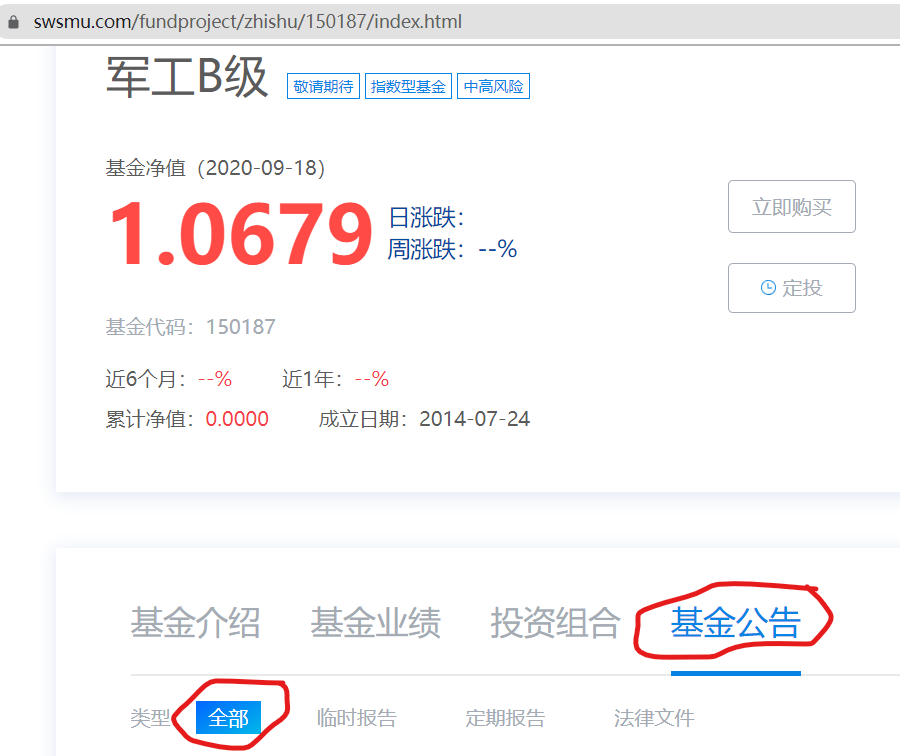 swsmu.com/fundproject/zhishu/150187/index.html
军工B级 敬请期待 指数型基金 中高风险
基金净值（2020-09-18）
1.0679
日涨跌：
周涨跌：--%
立即购买
定投
基金代码：150187
近6个月：--% 近1年：--%
累计净值：0.0000 成立日期：2014-07-24
基金介绍 基金业绩 投资组合 基金公告
类型 全部 临时报告 定期报告 法律文件